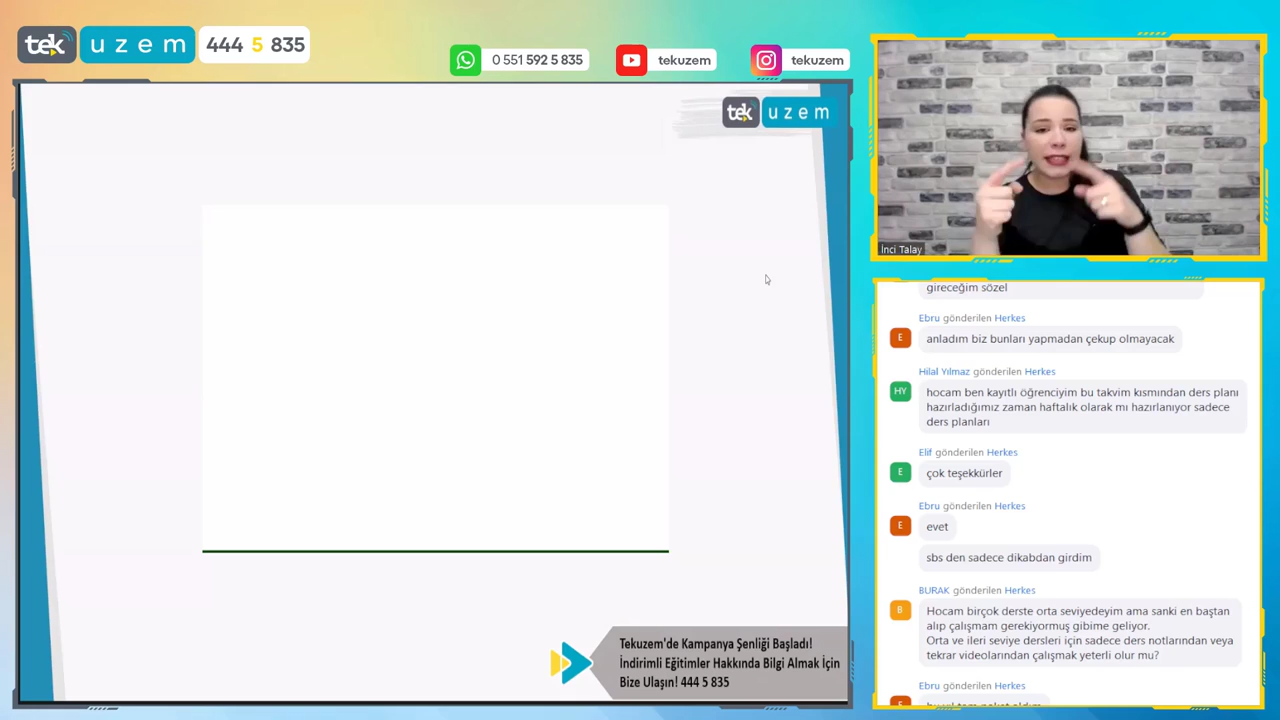 tek uzem 444 5 835
0 551 592 5 835
tekuzem
tekuzem
tek uzem
İnci Talay
gireceğim sözel
Ebru gönderilen Herkes
E
anladım biz bunları yapmadan çekup olmayacak
Hilal Yılmaz gönderilen Herkes
HY
hocam ben kayıtlı öğrenciyim bu takvim kısmından ders planı
hazırladığımız zaman haftalık olarak mı hazırlanıyor sadece
ders planları
Elif gönderilen Herkes
E
çok teşekkürler
Ebru gönderilen Herkes
E
evet
sbs den sadece dikabdan girdim
BURAK gönderilen Herkes
B
Hocam birçok derste orta seviyedeyim ama sanki en baştan
alıp çalışmam gerekiyormuş gibime geliyor.
Orta ve ileri seviye dersleri için sadece ders notlarından veya
tekrar videolarından çalışmak yeterli olur mu?
Ebru gönderilen Herkes
Tekuzem'de Kampanya Şenliği Başladı!
İndirimli Eğitimler Hakkında Bilgi Almak İçin
Bize Ulaşın! 444 5 835